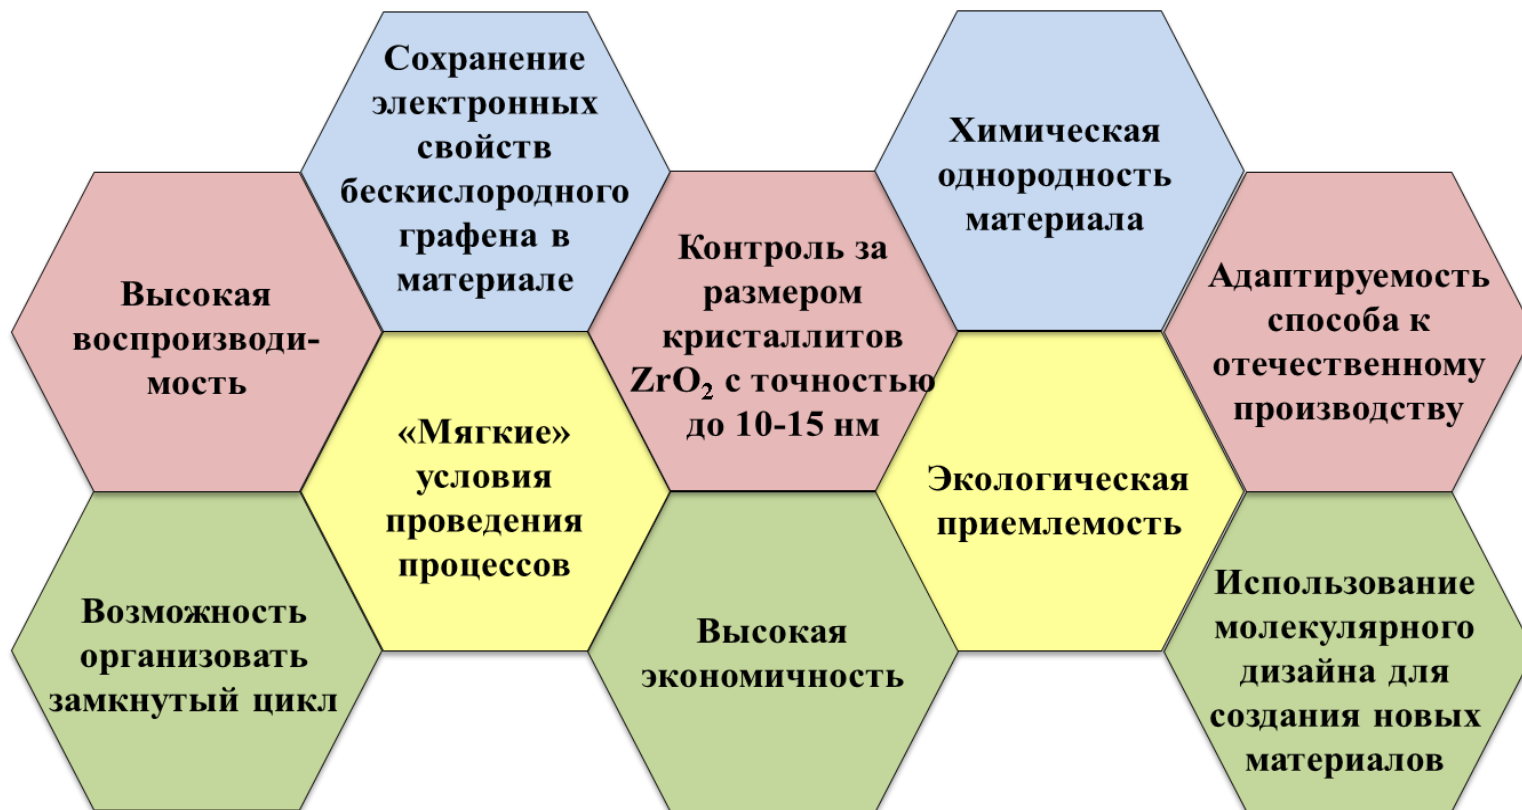 Сохранение
электронных
свойств
бескислородного
графена в
материале
Химическая
однородность
материала
Высокая
воспроизводи-
мость
Контроль за
размером
кристаллитов
ZrO₂ с точностью
до 10-15 нм
Адаптируемость
способа к
отечественному
производству
«Мягкие»
условия
проведения
процессов
Экологическая
приемлемость
Возможность
организовать
замкнутый цикл
Высокая
экономичность
Использование
молекулярного
дизайна для
создания новых
материалов